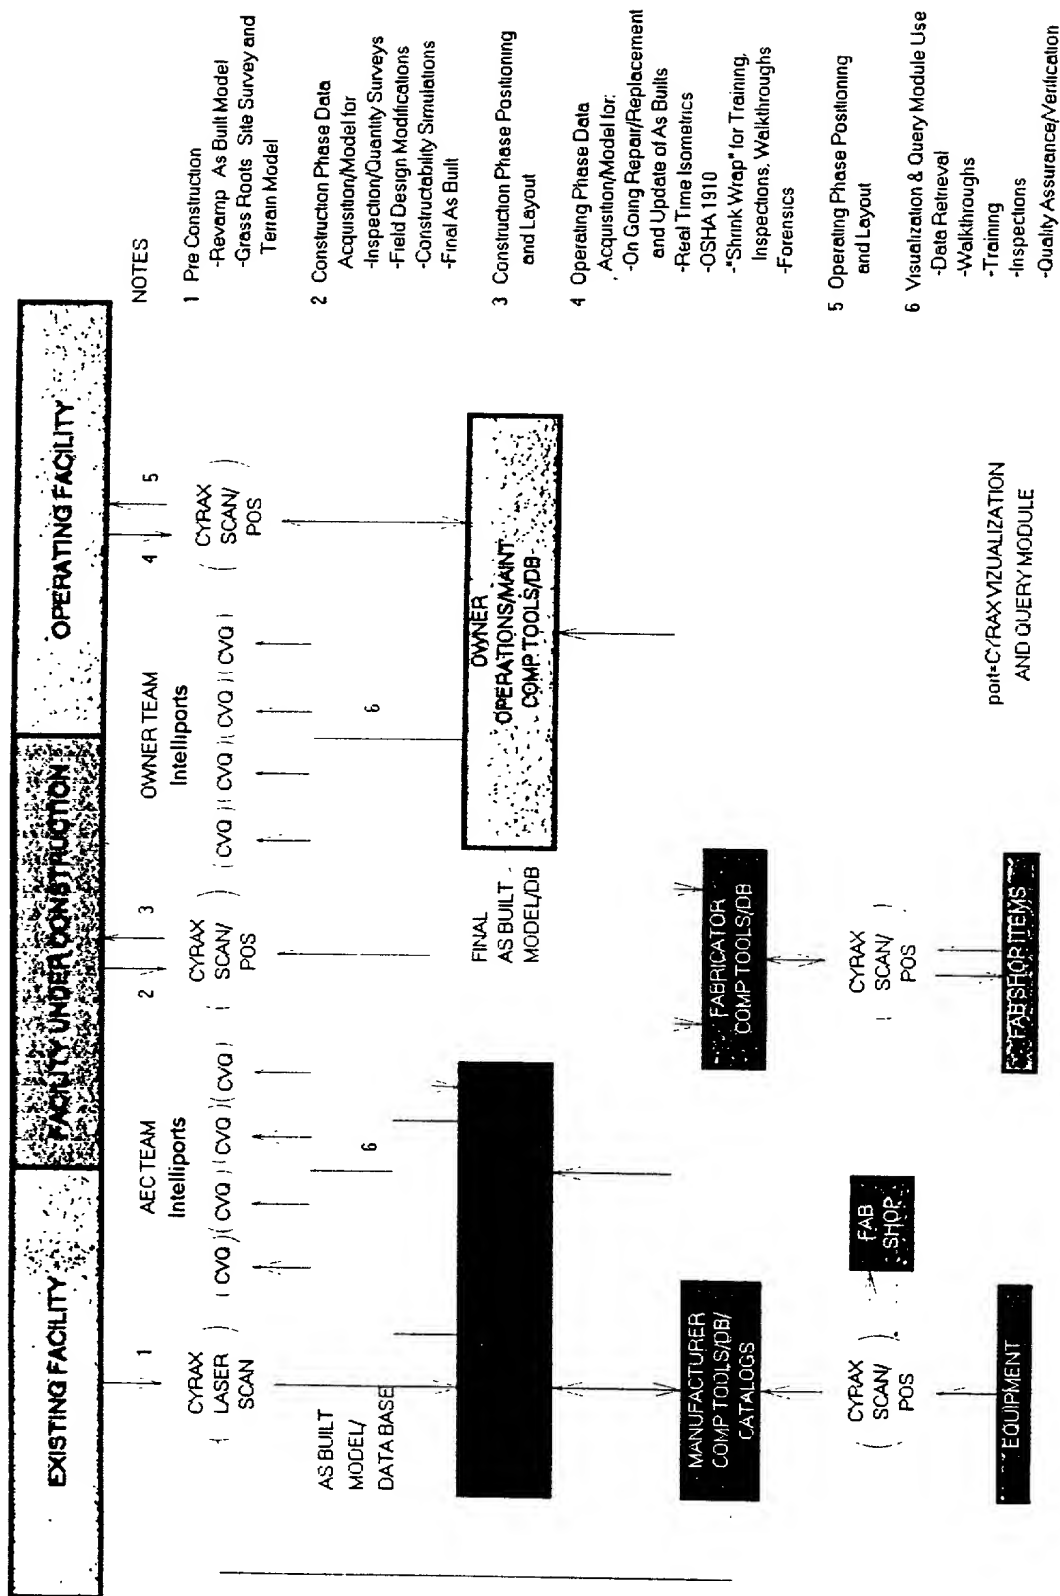 EXISTING FACILITY
FACILITY UNDER CONSTRUCTION
OPERATING FACILITY
1
AEC TEAM
Intelliports
2
3
OWNER TEAM
Intelliports
4
5
CYRAX
LASER
SCAN
(CVQ)(CVQ)(CVQ)(CVQ)
CYRAX
SCAN/
POS
(CVQ)(CVQ)(CVQ)(CVQ)
CYRAX
SCAN/
POS
AS BUILT
MODEL/
DATA BASE
6
6
FINAL
AS BUILT
MODEL/DB
OWNER
OPERATIONS/MAINT
COMP TOOLS/DB
MANUFACTURER
COMP TOOLS/DB/
CATALOGS
FABRICATOR
COMP TOOLS/DB
CYRAX
SCAN/
POS
FAB
SHOP
CYRAX
SCAN/
POS
EQUIPMENT
FAB SHOP ITEMS
port=CYRAX VIZUALIZATION
AND QUERY MODULE
NOTES
1 Pre Construction
-Revamp As Built Model
-Grass Roots Site Survey and
Terrain Model
2 Construction Phase Data
Acquisition/Model for
-Inspection/Quantity Surveys
-Field Design Modifications
-Constructability Simulations
-Final As Built
3 Construction Phase Positioning
and Layout
4 Operating Phase Data
Acquisition/Model for:
-On Going Repair/Replacement
and Update of As Builts
-Real Time Isometrics
-OSHA 1910
-"Shrink Wrap" for Training,
Inspections, Walkthroughs
-Forensics
5 Operating Phase Positioning
and Layout
6 Visualization & Query Module Use
-Data Retrieval
-Walkthroughs
-Training
-Inspections
-Quality Assurance/Verification